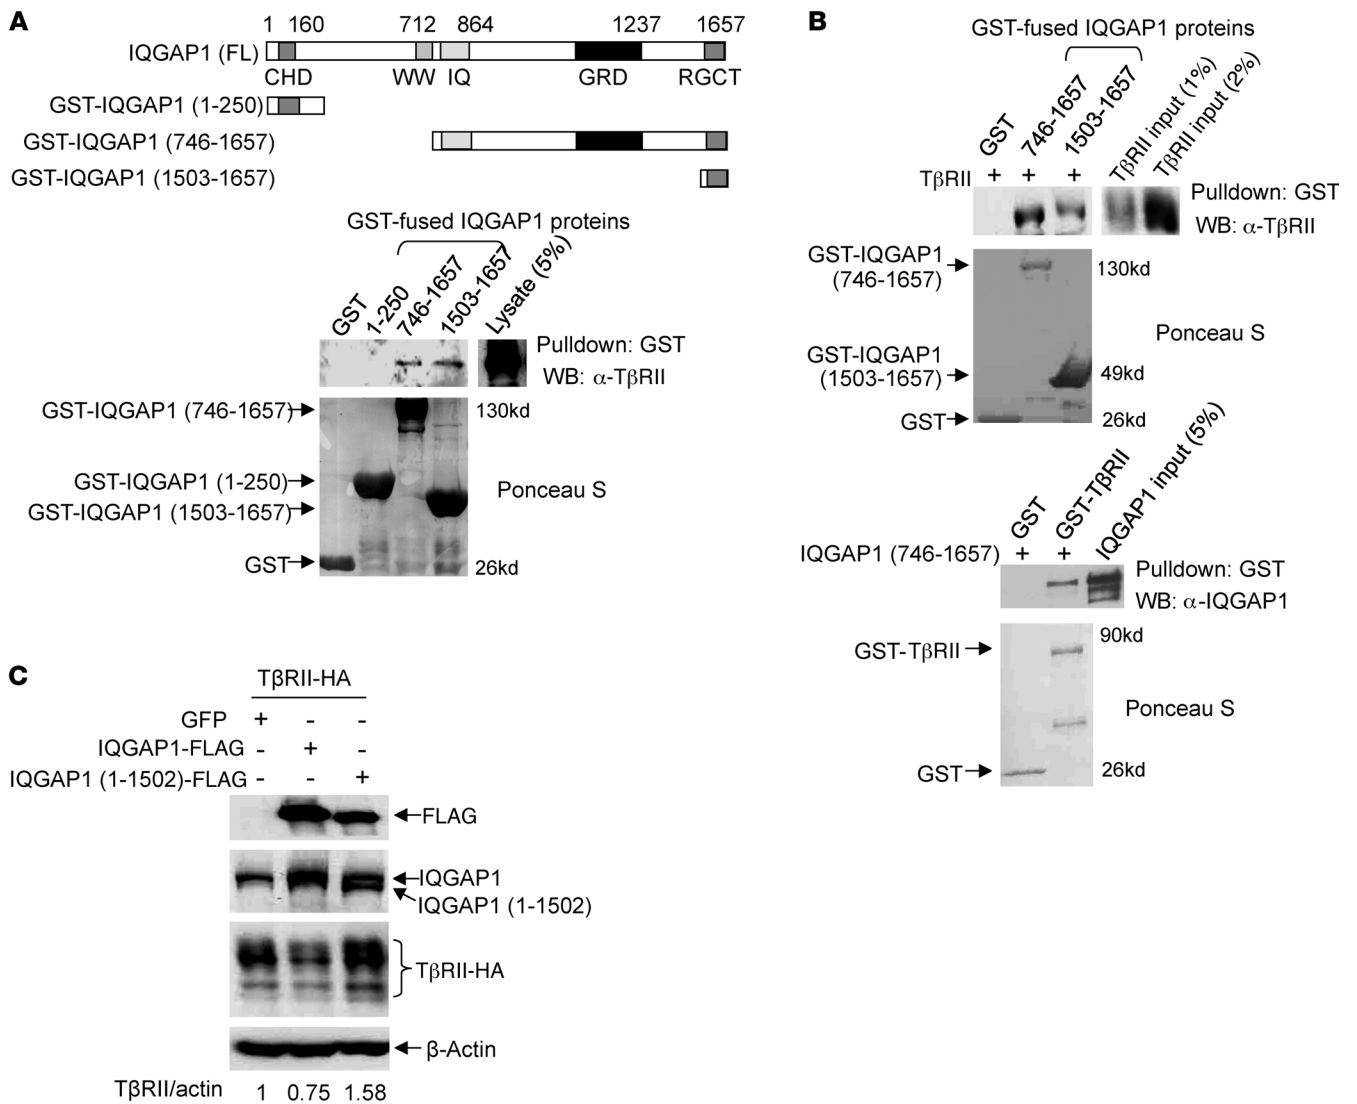 A
1 160 712 864 1237 1657
IQGAP1 (FL)
CHD WW IQ GRD RGCT
GST-IQGAP1 (1-250)
GST-IQGAP1 (746-1657)
GST-IQGAP1 (1503-1657)
GST-fused IQGAP1 proteins
GST
1-250
746-1657
1503-1657
Lysate (5%)
Pulldown: GST
WB: α-TβRII
GST-IQGAP1 (746-1657)
130kd
GST-IQGAP1 (1-250)
Ponceau S
GST-IQGAP1 (1503-1657)
GST
26kd
B
GST-fused IQGAP1 proteins
GST
746-1657
1503-1657
TβRII input (1%)
TβRII input (2%)
TβRII + + +
Pulldown: GST
WB: α-TβRII
GST-IQGAP1
(746-1657)
130kd
Ponceau S
GST-IQGAP1
(1503-1657)
49kd
GST
26kd
GST
GST-TβRII
IQGAP1 input (5%)
IQGAP1 (746-1657) + +
Pulldown: GST
WB: α-IQGAP1
90kd
GST-TβRII
Ponceau S
GST
26kd
C
TβRII-HA
GFP + - -
IQGAP1-FLAG - + -
IQGAP1 (1-1502)-FLAG - - +
FLAG
IQGAP1
IQGAP1 (1-1502)
TβRII-HA
β-Actin
TβRII/actin 1 0.75 1.58